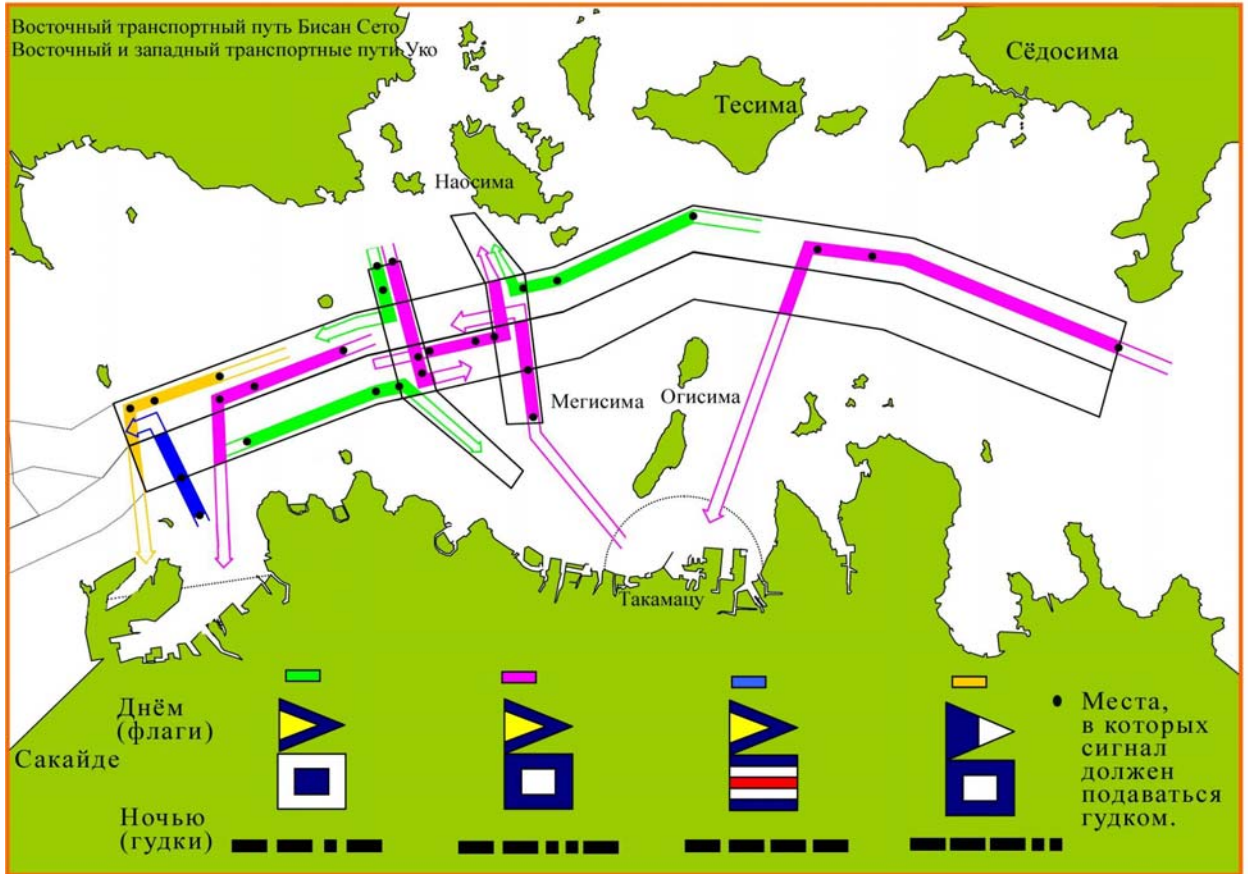 Восточный транспортный путь Бисан Сето
Восточный и западный транспортные пути Уко
Сёдосима
Тесима
Наосима
Мегисима
Огисима
Такамацу
Сакайде
Днём
(флаги)
Ночью
(гудки)
Места,
в которых
сигнал
должен
подаваться
гудком.